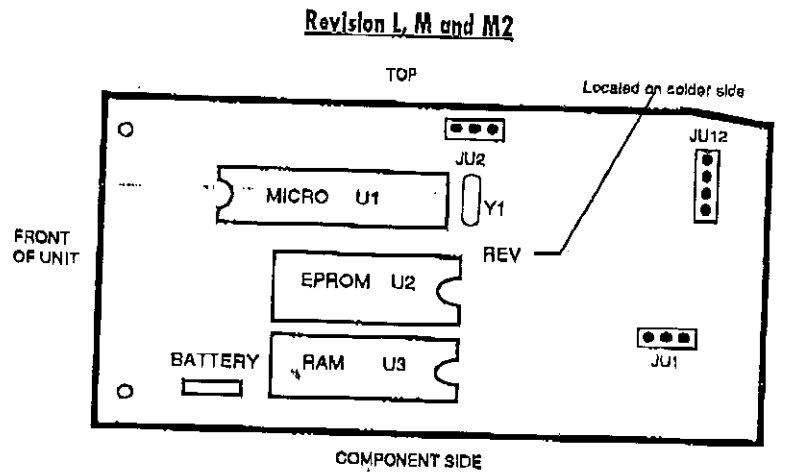 Revision L, M and M2
TOP
Located on solder side
JU12
JU2
MICRO U1
Y1
FRONT
OF UNIT
REV
EPROM U2
BATTERY
RAM U3
JU1
COMPONENT SIDE